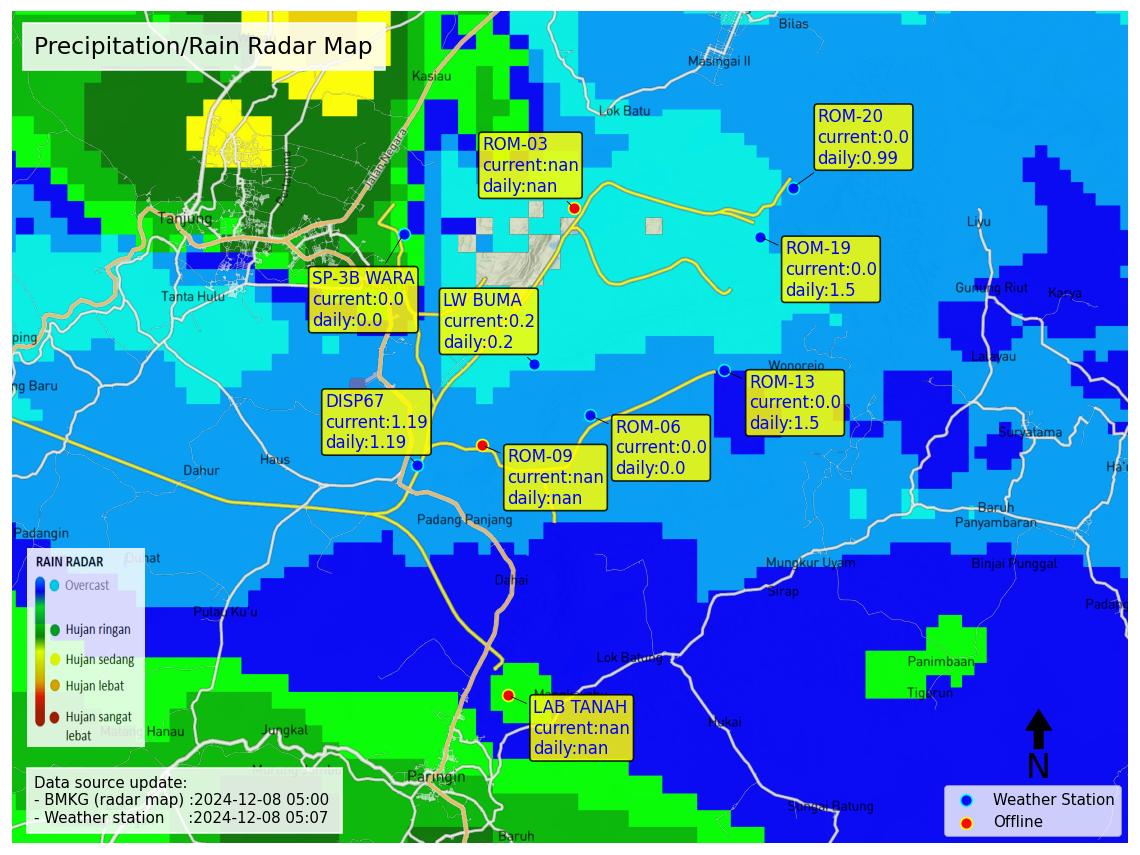 Precipitation/Rain Radar Map
Bilas
Masingai II
Kasiau
Lok Batu
Jalan Negara
ROM-20
current:0.0
daily:0.99
ROM-03
current:nan
daily:nan
Tanjung
Liyu
ROM-19
current:0.0
daily:1.5
SP-3B WARA
current:0.0
daily:0.0
Tanta Hulu
LW BUMA
current:0.2
daily:0.2
Gunung Riut
Karya
ping
Lalayau
Wonorejo
ng Baru
ROM-13
current:0.0
daily:1.5
DISP67
current:1.19
daily:1.19
ROM-06
current:0.0
daily:0.0
Suryatama
ROM-09
current:nan
daily:nan
Haus
Dahur
Ha'u
Padang Panjang
Baruh
Panyambaran
Padangin
Mungkur Uyam
Binjai Punggal
Dahai
Sirap
Padang
Pulau Ku'u
RAIN RADAR
Overcast
Hujan ringan
Hujan sedang
Hujan lebat
Hujan sangat
lebat
Lok Batung
Panimbaan
Tigarun
LAB TANAH
current:nan
daily:nan
Hukai
Hanau
Jungkal
Paringin
Sungai Batung
Baruh
Data source update:
- BMKG (radar map) :2024-12-08 05:00
- Weather station :2024-12-08 05:07
N
Weather Station
Offline